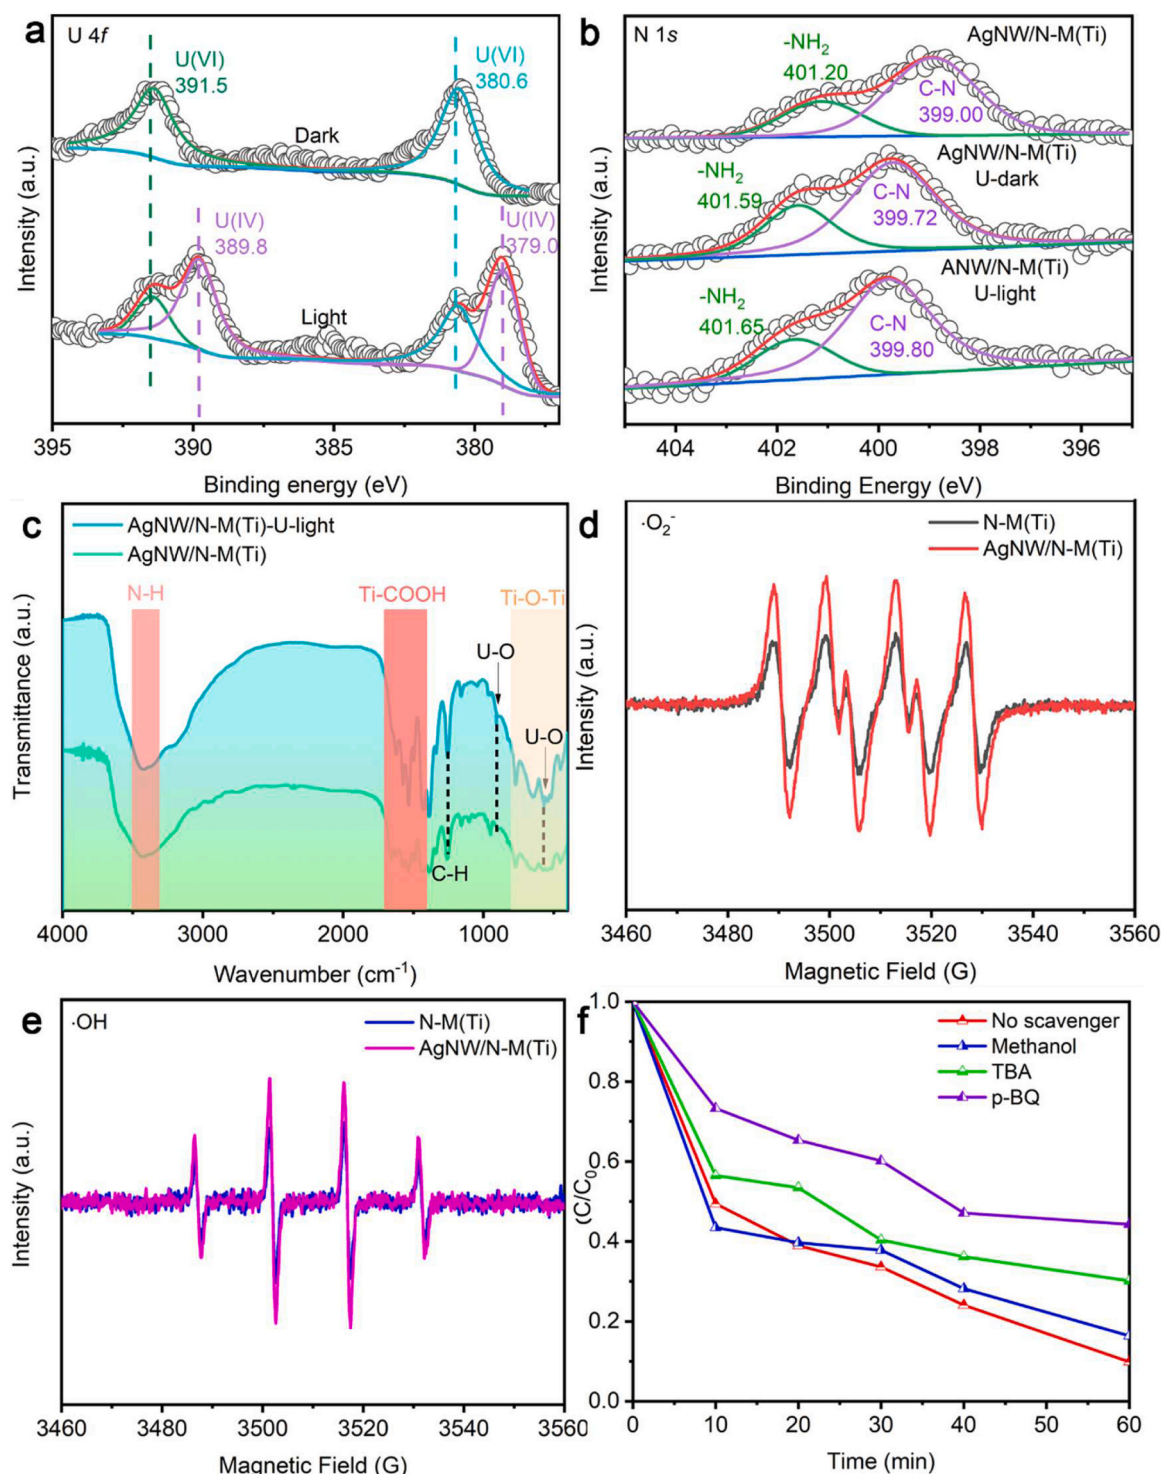 a
U 4f
U(VI)
391.5
U(VI)
380.6
Dark
U(IV)
389.8
U(IV)
379.0
Light
Intensity (a.u.)
395
390
385
380
Binding energy (eV)
b
N 1s
AgNW/N-M(Ti)
-NH2
401.20
C-N
399.00
AgNW/N-M(Ti)
U-dark
-NH2
401.59
C-N
399.72
ANW/N-M(Ti)
U-light
-NH2
401.65
C-N
399.80
Intensity (a.u.)
404
402
400
398
396
Binding Energy (eV)
c
AgNW/N-M(Ti)-U-light
AgNW/N-M(Ti)
N-H
Ti-COOH
Ti-O-Ti
U-O
U-O
C-H
Transmittance (a.u.)
4000
3000
2000
1000
Wavenumber (cm-1)
d
·O2-
N-M(Ti)
AgNW/N-M(Ti)
Intensity (a.u.)
3460
3480
3500
3520
3540
3560
Magnetic Field (G)
e
·OH
N-M(Ti)
AgNW/N-M(Ti)
Intensity (a.u.)
3460
3480
3500
3520
3540
3560
Magnetic Field (G)
f
No scavenger
Methanol
TBA
p-BQ
(C/C0)
1.0
0.8
0.6
0.4
0.2
0.0
0
10
20
30
40
50
60
Time (min)